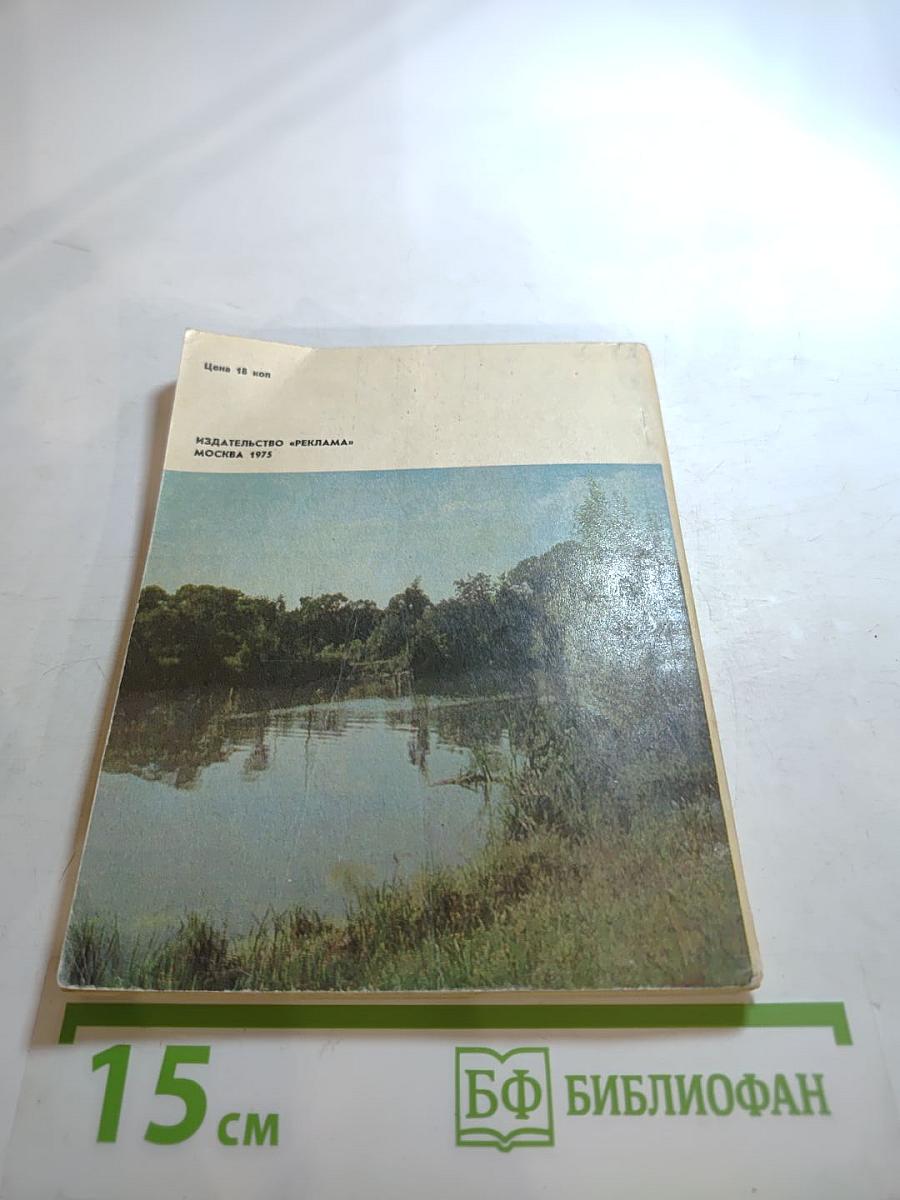 Цена 18 коп
ИЗДАТЕЛЬСТВО «РЕКЛАМА»
МОСКВА 1975
15 см
БФ БИБЛИОФАН